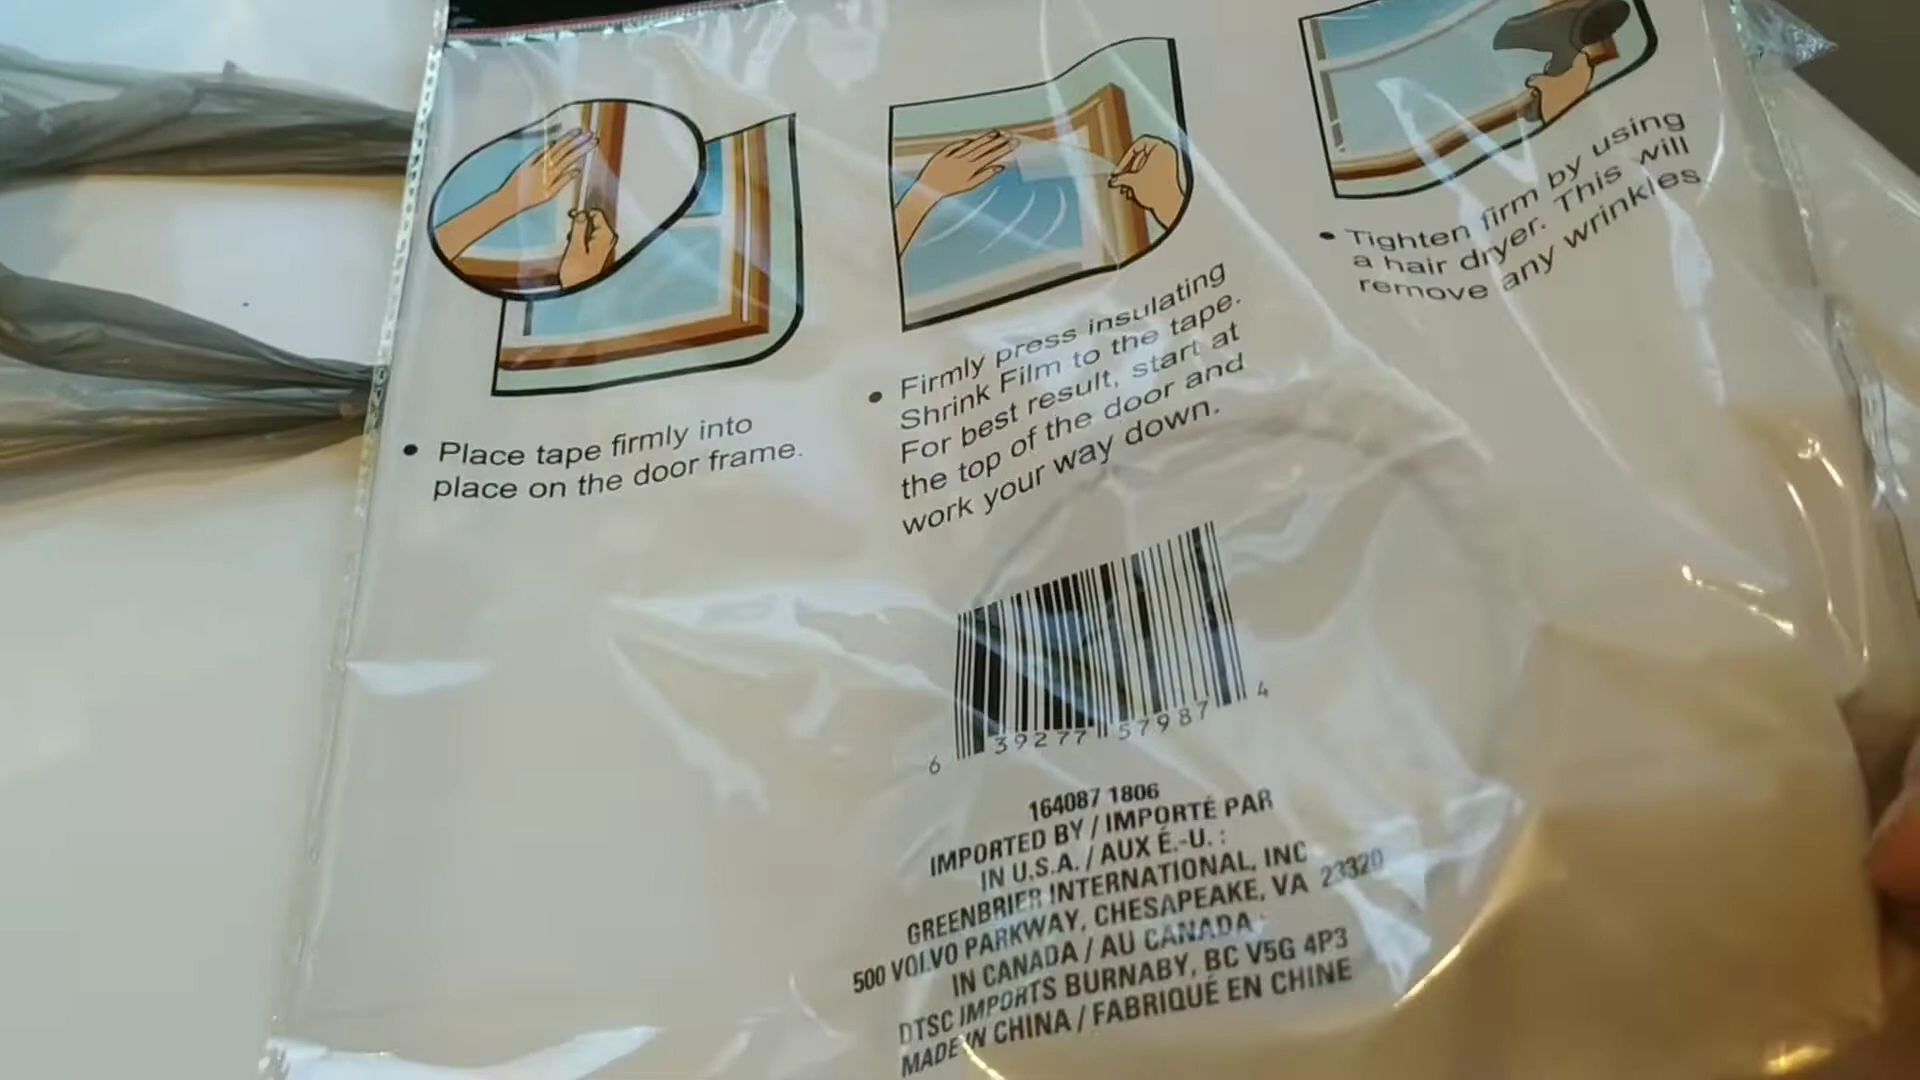 • Place tape firmly into
place on the door frame.
• Firmly press insulating
Shrink Film to the tape.
For best result, start at
the top of the door and
work your way down.
• Tighten firm by using
a hair dryer. This will
remove any wrinkles
6 39277 57987 4
164087 1806
IMPORTED BY / IMPORTÉ PAR
IN U.S.A. / AUX É.-U. :
GREENBRIER INTERNATIONAL, INC
500 VOLVO PARKWAY, CHESAPEAKE, VA 23320
IN CANADA / AU CANADA
DTSC IMPORTS BURNABY, BC V5G 4P3
MADE IN CHINA / FABRIQUÉ EN CHINE